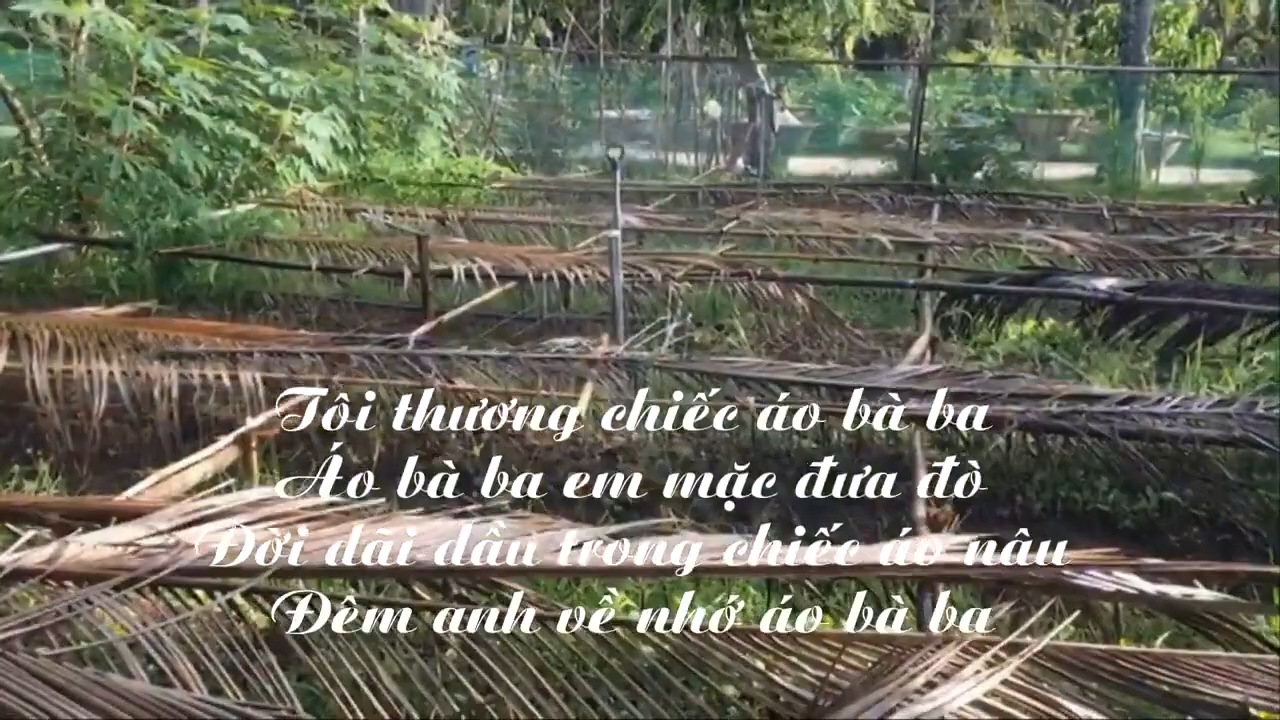 Tôi thương chiếc áo bà ba
Áo bà ba em mặc đưa đò
Đời dãi dầu trong chiếc áo nâu
Đêm anh về nhớ áo bà ba